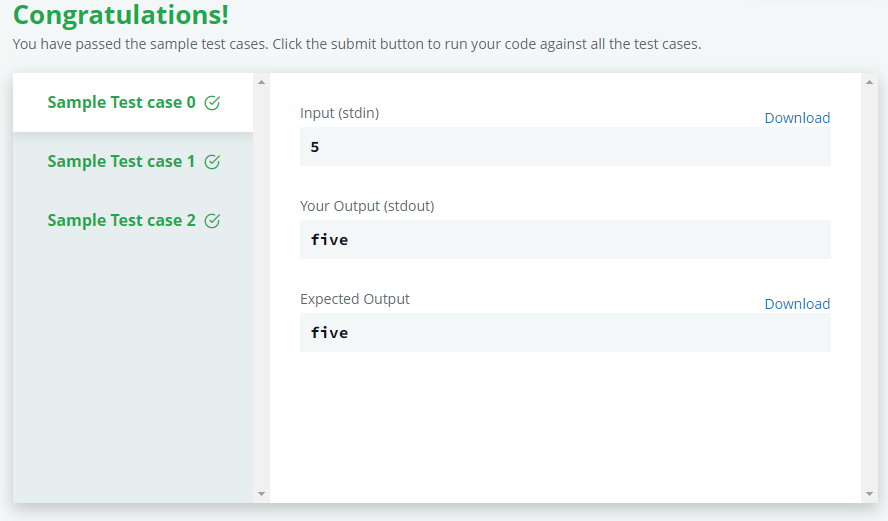 Congratulations!
You have passed the sample test cases. Click the submit button to run your code against all the test cases.
Sample Test case 0
Sample Test case 1
Sample Test case 2
Input (stdin)
Download
5
Your Output (stdout)
five
Expected Output
Download
five